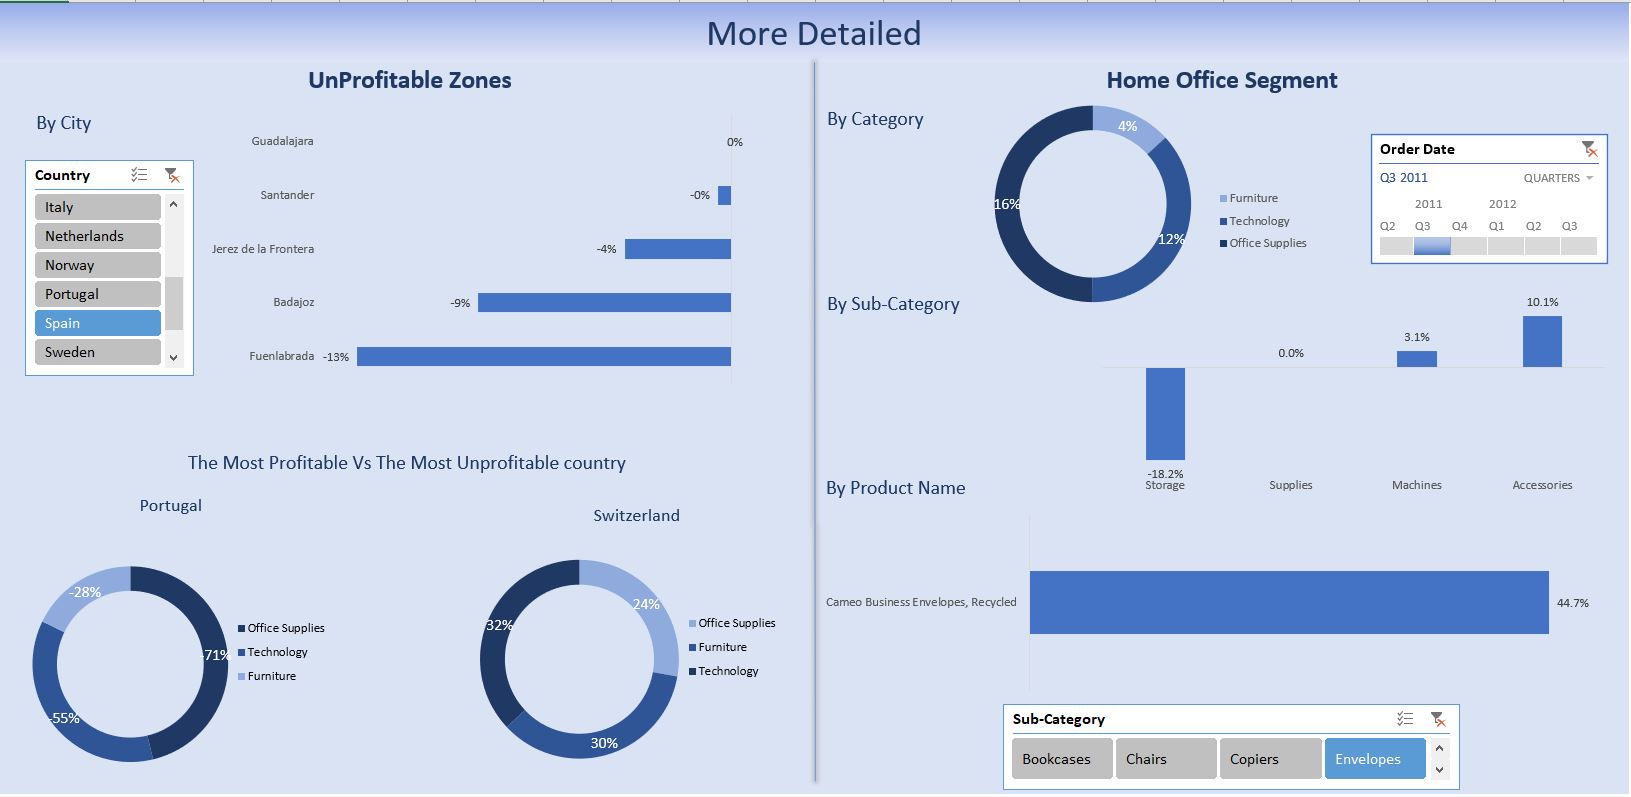 More Detailed
UnProfitable Zones
By City
Country
Italy
Netherlands
Norway
Portugal
Spain
Sweden
Guadalajara 0%
Santander -0%
Jerez de la Frontera -4%
Badajoz -9%
Fuenlabrada -13%
The Most Profitable Vs The Most Unprofitable country
Portugal
-28%
-71%
-55%
Office Supplies
Technology
Furniture
Switzerland
24%
32%
30%
Office Supplies
Furniture
Technology
Home Office Segment
By Category
4%
16%
12%
Furniture
Technology
Office Supplies
Order Date
Q3 2011 QUARTERS
2011 2012
Q2 Q3 Q4 Q1 Q2 Q3
By Sub-Category
10.1%
3.1%
0.0%
-18.2%
Storage Supplies Machines Accessories
By Product Name
Cameo Business Envelopes, Recycled 44.7%
Sub-Category
Bookcases Chairs Copiers Envelopes